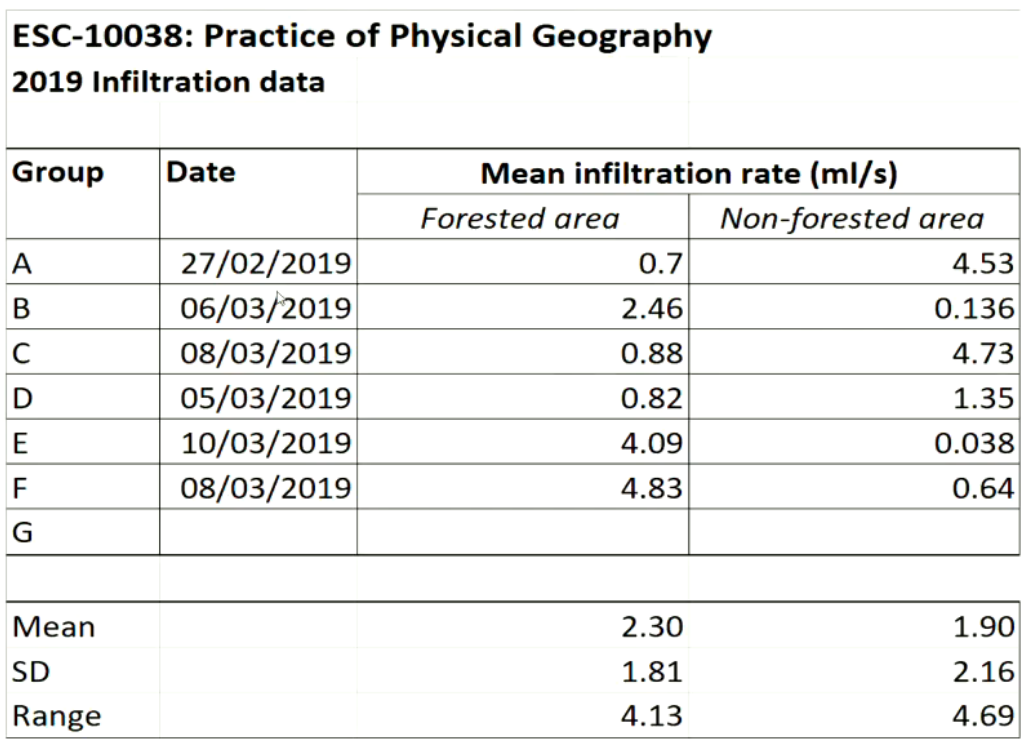 ESC-10038: Practice of Physical Geography
2019 Infiltration data
Group Date Mean infiltration rate (ml/s)
Forested area Non-forested area
A 27/02/2019 0.7 4.53
B 06/03/2019 2.46 0.136
C 08/03/2019 0.88 4.73
D 05/03/2019 0.82 1.35
E 10/03/2019 4.09 0.038
F 08/03/2019 4.83 0.64
G
Mean 2.30 1.90
SD 1.81 2.16
Range 4.13 4.69